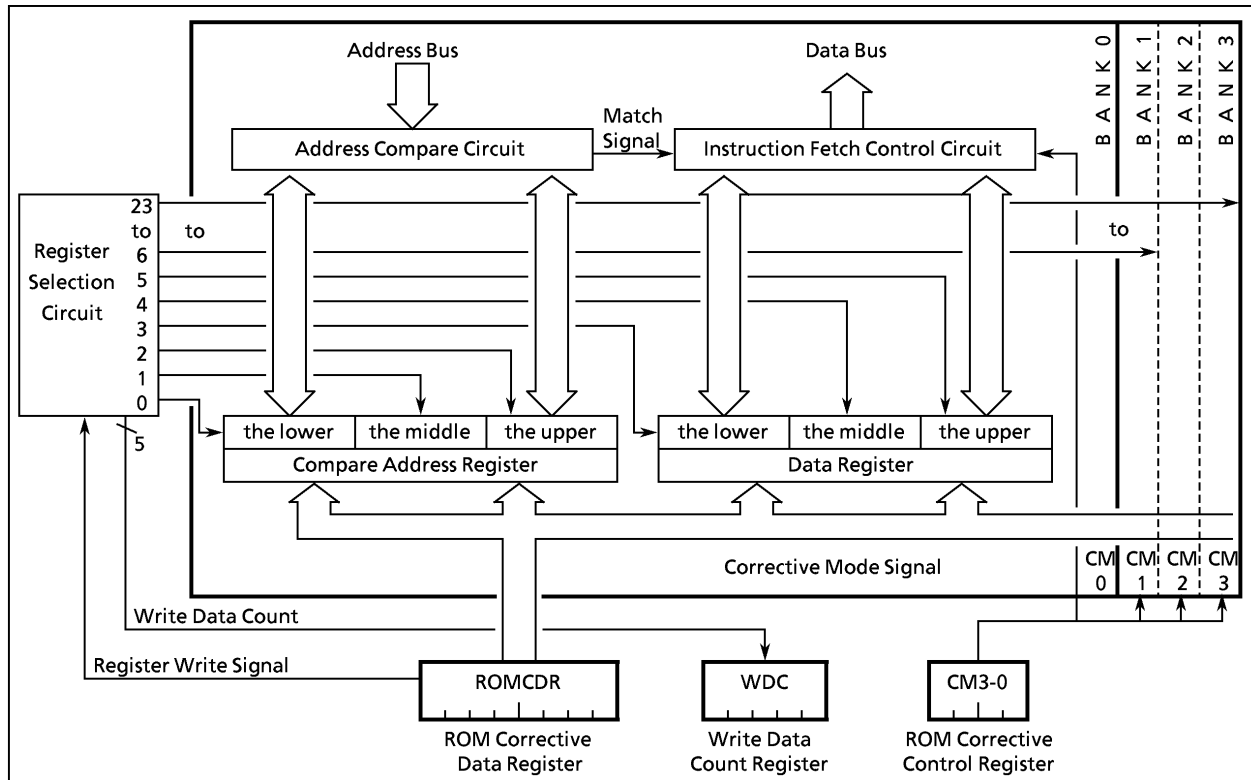 Address Bus
Data Bus
BANK 0
BANK 1
BANK 2
BANK 3
Match
Signal
Address Compare Circuit
Instruction Fetch Control Circuit
Register
Selection
Circuit
23
to
6
5
4
3
2
1
0
to
to
5
the lower
the middle
the upper
Compare Address Register
the lower
the middle
the upper
Data Register
Corrective Mode Signal
CM
0
CM
1
CM
2
CM
3
Write Data Count
Register Write Signal
ROMCDR
WDC
CM3-0
ROM Corrective
Data Register
Write Data
Count Register
ROM Corrective
Control Register